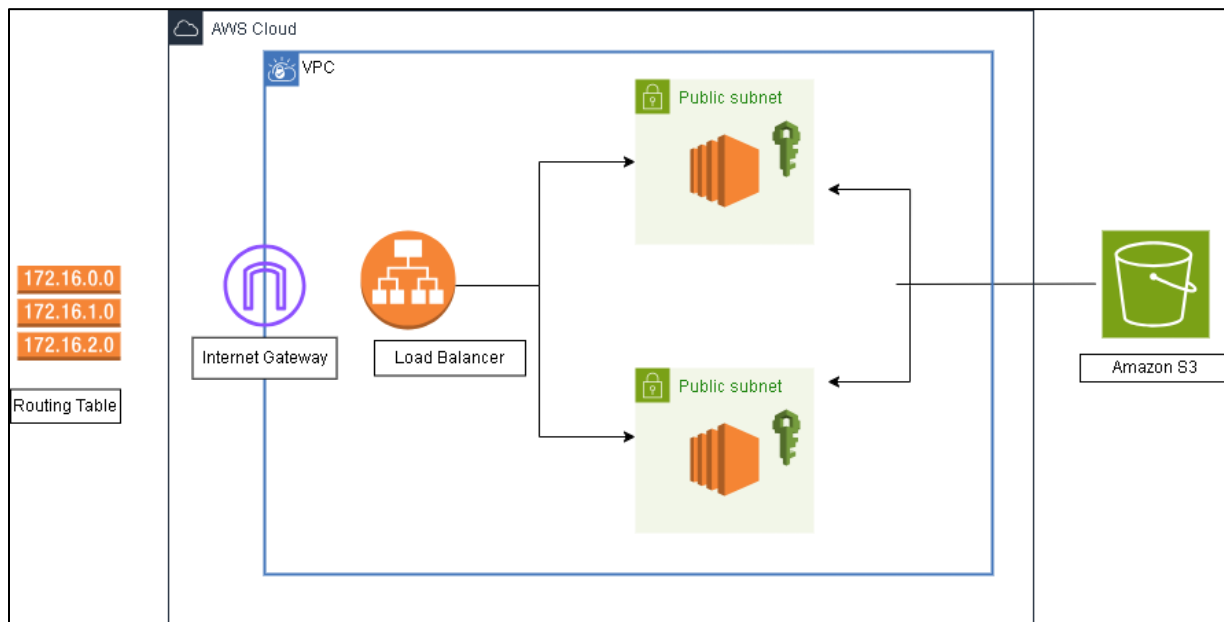 AWS Cloud
VPC
Public subnet
172.16.0.0
172.16.1.0
172.16.2.0
Routing Table
Internet Gateway
Load Balancer
Public subnet
Amazon S3